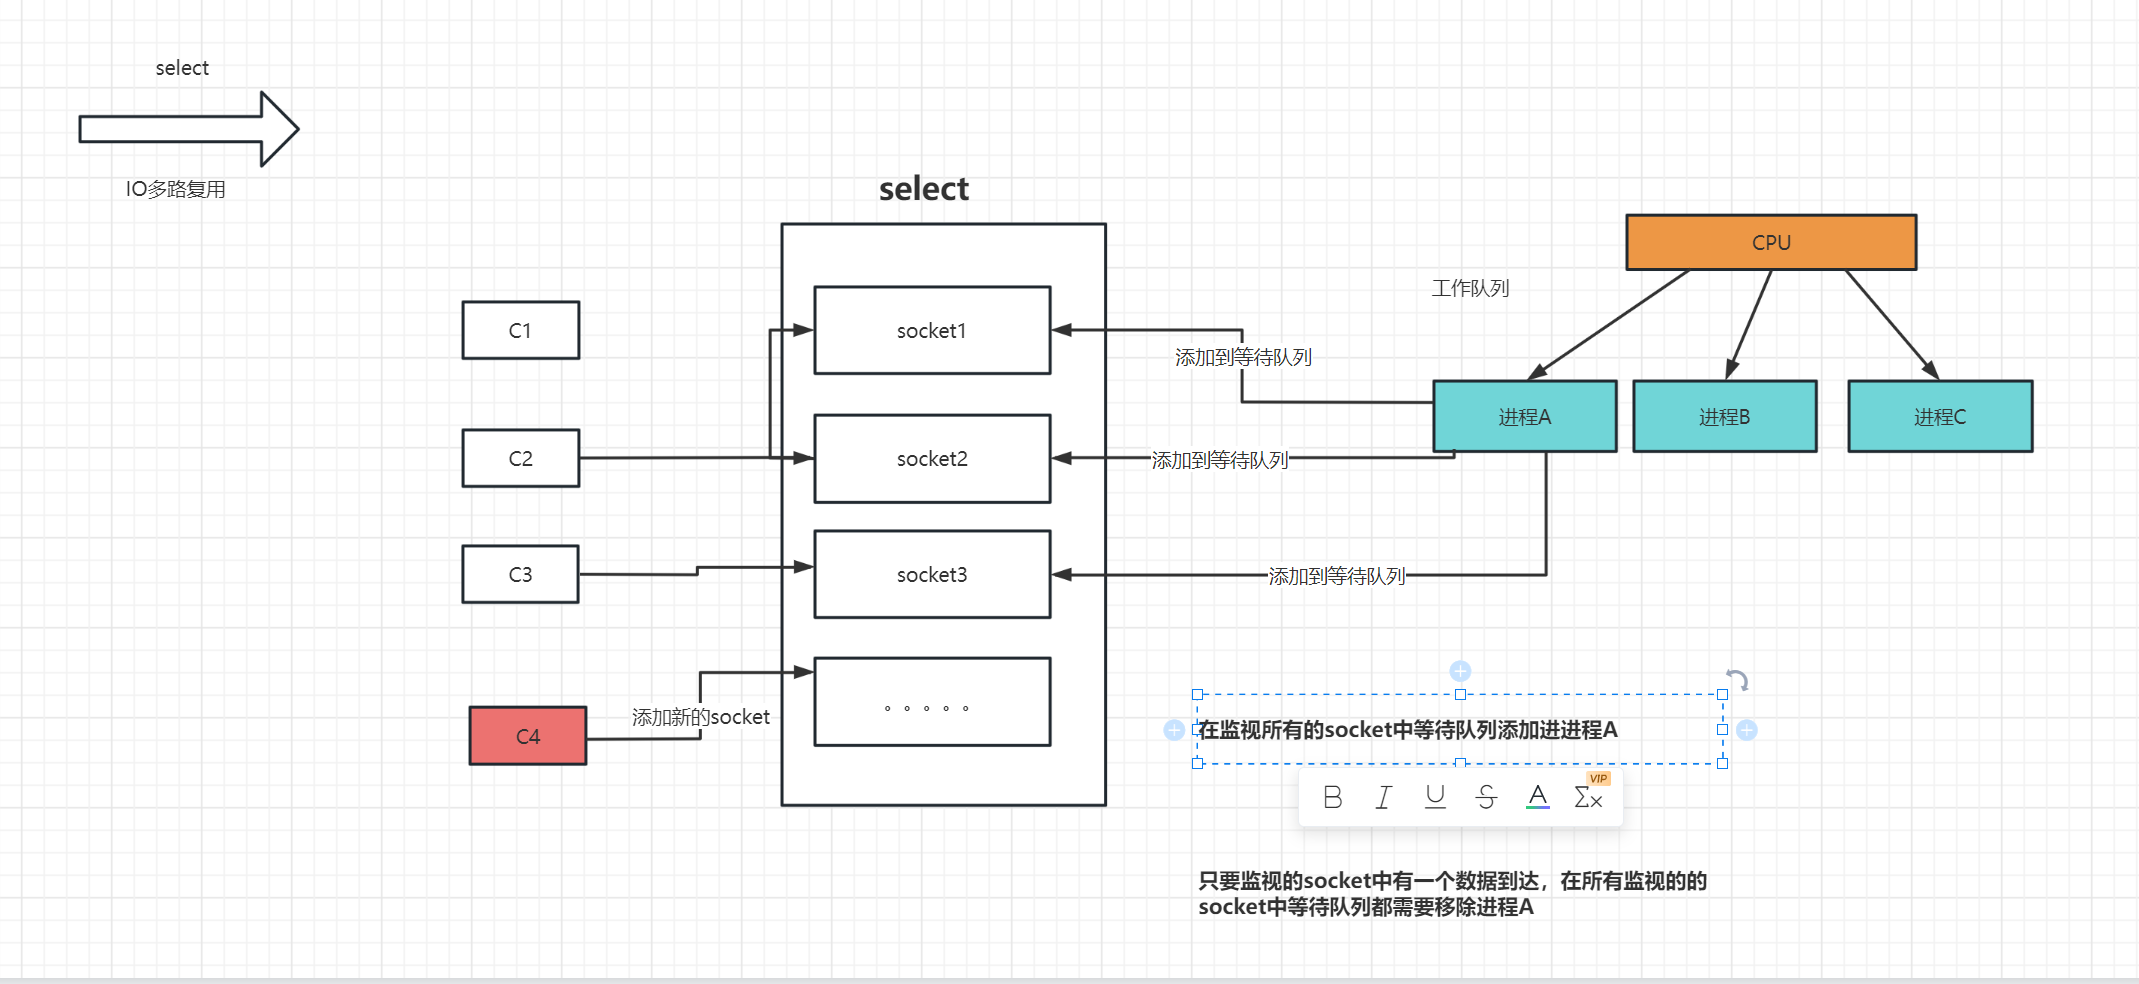 select
IO多路复用
select
CPU
工作队列
C1
socket1
添加到等待队列
进程A
进程B
进程C
C2
socket2
添加到等待队列
C3
socket3
添加到等待队列
C4
添加新的socket
。。。。。
在监视所有的socket中等待队列添加进进程A
VIP
B I U S A Σx
只要监视的socket中有一个数据到达，在所有监视的的
socket中等待队列都需要移除进程A